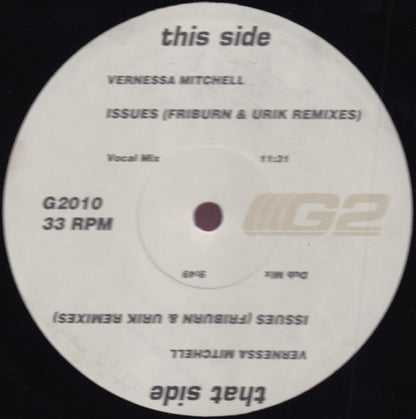 this side
VERNESSA MITCHELL
ISSUES (FRIBURN & URIK REMIXES)
Vocal Mix 11:21
G2010
33 RPM
G2
that side
VERNESSA MITCHELL
ISSUES (FRIBURN & URIK REMIXES)
Dub Mix 9:49